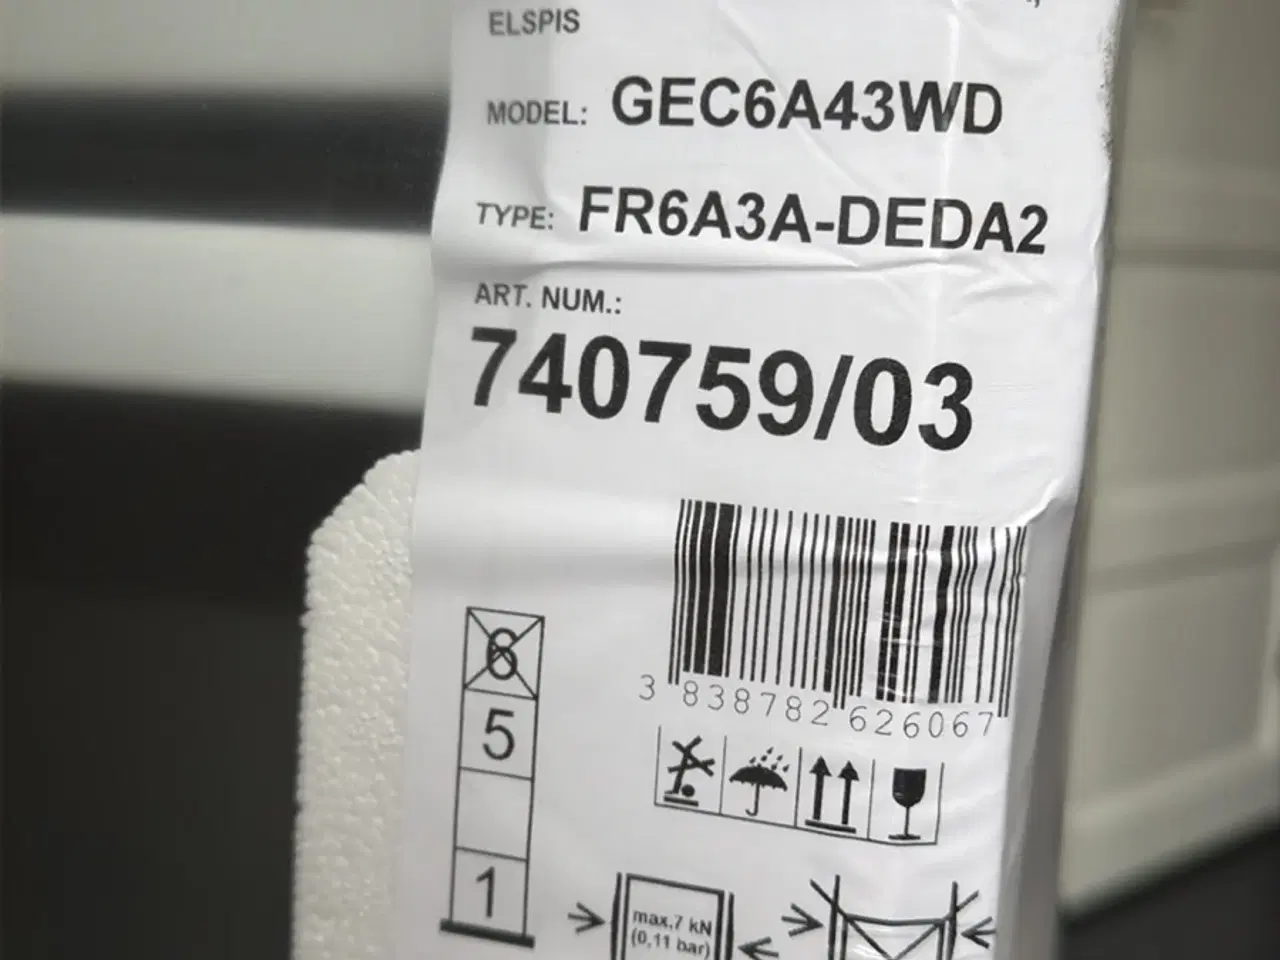 ELSPIS
MODEL: GEC6A43WD
TYPE: FR6A3A-DEDA2
ART. NUM.:
740759/03
3 838782 626067
6
5
1
max.7 kN
(0,11 bar)